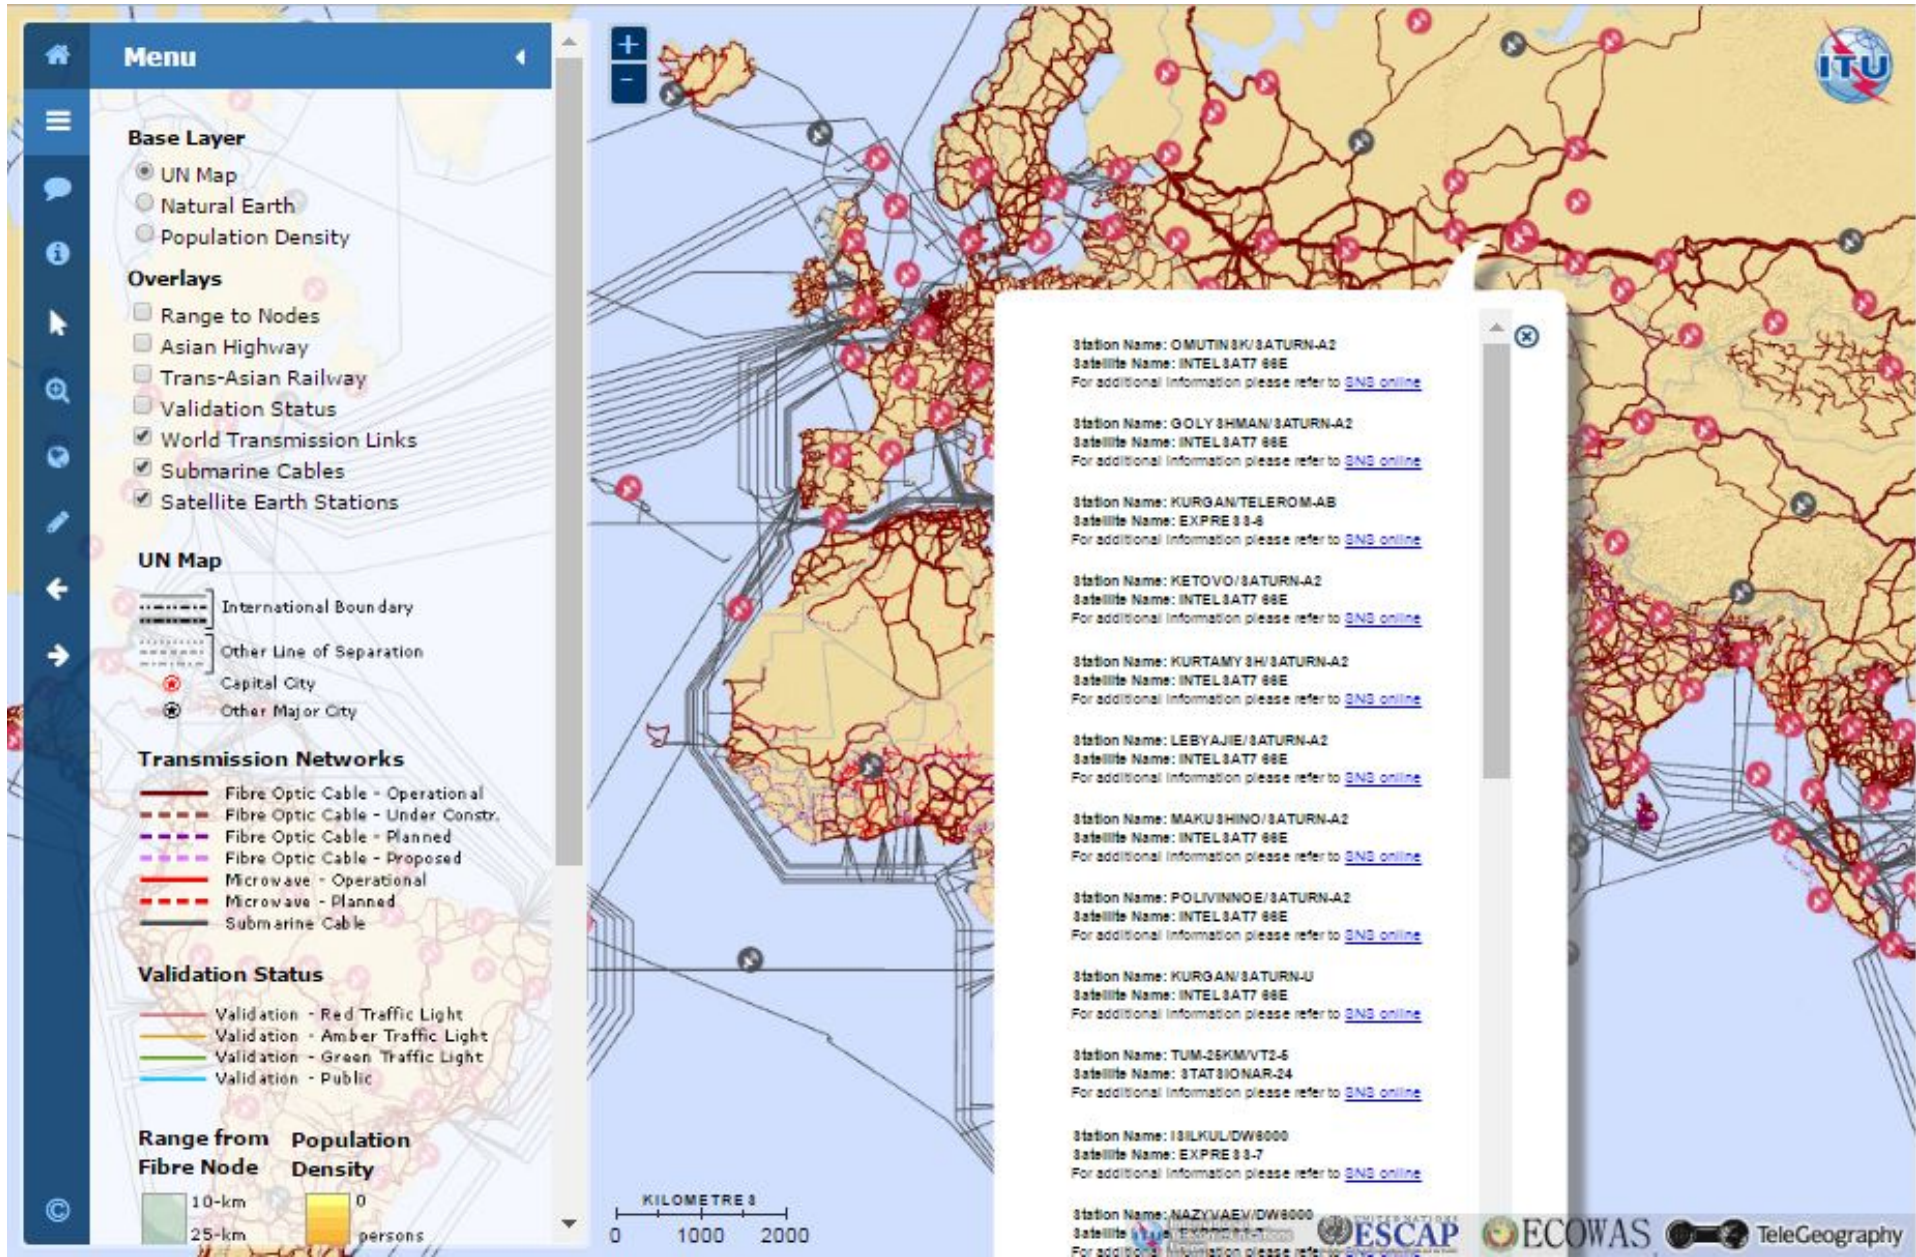 Menu
Base Layer
UN Map
Natural Earth
Population Density
Overlays
Range to Nodes
Asian Highway
Trans-Asian Railway
Validation Status
World Transmission Links
Submarine Cables
Satellite Earth Stations
UN Map
International Boundary
Other Line of Separation
Capital City
Other Major City
Transmission Networks
Fibre Optic Cable - Operational
Fibre Optic Cable - Under Constr.
Fibre Optic Cable - Planned
Fibre Optic Cable - Proposed
Microwave - Operational
Microwave - Planned
Submarine Cable
Validation Status
Validation - Red Traffic Light
Validation - Amber Traffic Light
Validation - Green Traffic Light
Validation - Public
Range from Fibre Node
10-km
25-km
Population Density
0
persons
+
-
KILOMETRES
0 1000 2000
ITU
Station Name: OMUTINSK/SATURN-A2
Satellite Name: INTELSAT7 66E
For additional information please refer to SNS online
Station Name: GOLYSHMAN/SATURN-A2
Satellite Name: INTELSAT7 66E
For additional information please refer to SNS online
Station Name: KURGAN/TELEROM-AB
Satellite Name: EXPRESS-6
For additional information please refer to SNS online
Station Name: KETOVO/SATURN-A2
Satellite Name: INTELSAT7 66E
For additional information please refer to SNS online
Station Name: KURTAMYSH/SATURN-A2
Satellite Name: INTELSAT7 66E
For additional information please refer to SNS online
Station Name: LEBYAJIE/SATURN-A2
Satellite Name: INTELSAT7 66E
For additional information please refer to SNS online
Station Name: MAKUSHINO/SATURN-A2
Satellite Name: INTELSAT7 66E
For additional information please refer to SNS online
Station Name: POLIVINNOE/SATURN-A2
Satellite Name: INTELSAT7 66E
For additional information please refer to SNS online
Station Name: KURGAN/SATURN-U
Satellite Name: INTELSAT7 66E
For additional information please refer to SNS online
Station Name: TUM-25KM/VT2-5
Satellite Name: STATSIONAR-24
For additional information please refer to SNS online
Station Name: ISILKUL/DW6000
Satellite Name: EXPRESS-7
For additional information please refer to SNS online
Station Name: NAZYVAEV/DW6000
Satellite
For additional
UNITED NATIONS
ESCAP
ECOWAS
TeleGeography